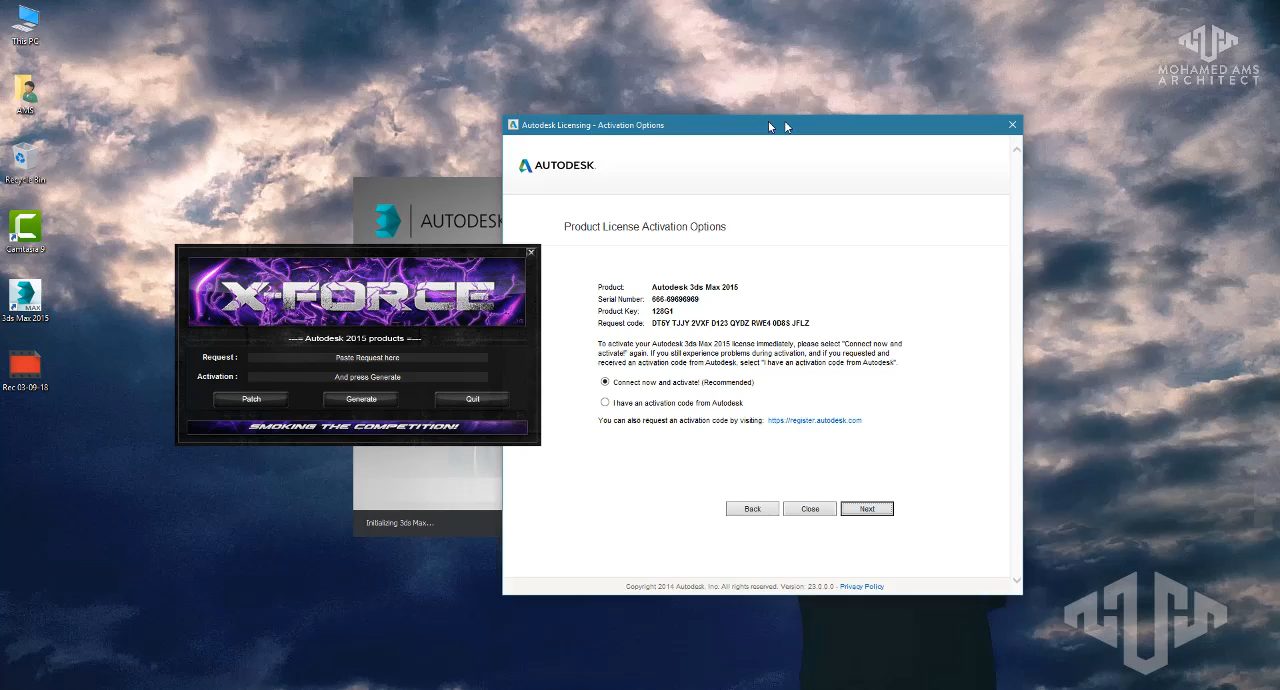 This PC
AMS
Recycle Bin
Camtasia 9
3ds Max 2015
Rec 03-09-18
MOHAMED AMS
ARCHITECT
Autodesk Licensing - Activation Options
AUTODESK.
Product License Activation Options
Product: Autodesk 3ds Max 2015
Serial Number: 666-69696969
Product Key: 128G1
Request code: DT5Y TJJY 2VXF D123 QYDZ RWE4 0D8S JFLZ
To activate your Autodesk 3ds Max 2015 license immediately, please select "Connect now and
activate!" again. If you still experience problems during activation, and if you requested and
received an activation code from Autodesk, select "I have an activation code from Autodesk".
Connect now and activate! (Recommended)
I have an activation code from Autodesk
You can also request an activation code by visiting: https://register.autodesk.com
Back Close Next
Copyright 2014 Autodesk, Inc. All rights reserved. Version: 23.0.0.0 - Privacy Policy
AUTODESK
Initializing 3ds Max...
X-FORCE
---= Autodesk 2015 products =---
Request : Paste Request here
Activation : And press Generate
Patch Generate Quit
SMOKING THE COMPETITION!
MAX